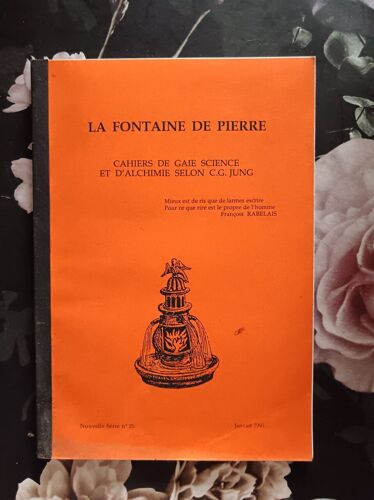 LA FONTAINE DE PIERRE
CAHIERS DE GAIE SCIENCE
ET D'ALCHIMIE SELON C.G. JUNG
Mieux est de ris que de larmes escrire
Pour ce que rire est le propre de l'homme
François RABELAIS
Nouvelle Série n°
Janvier